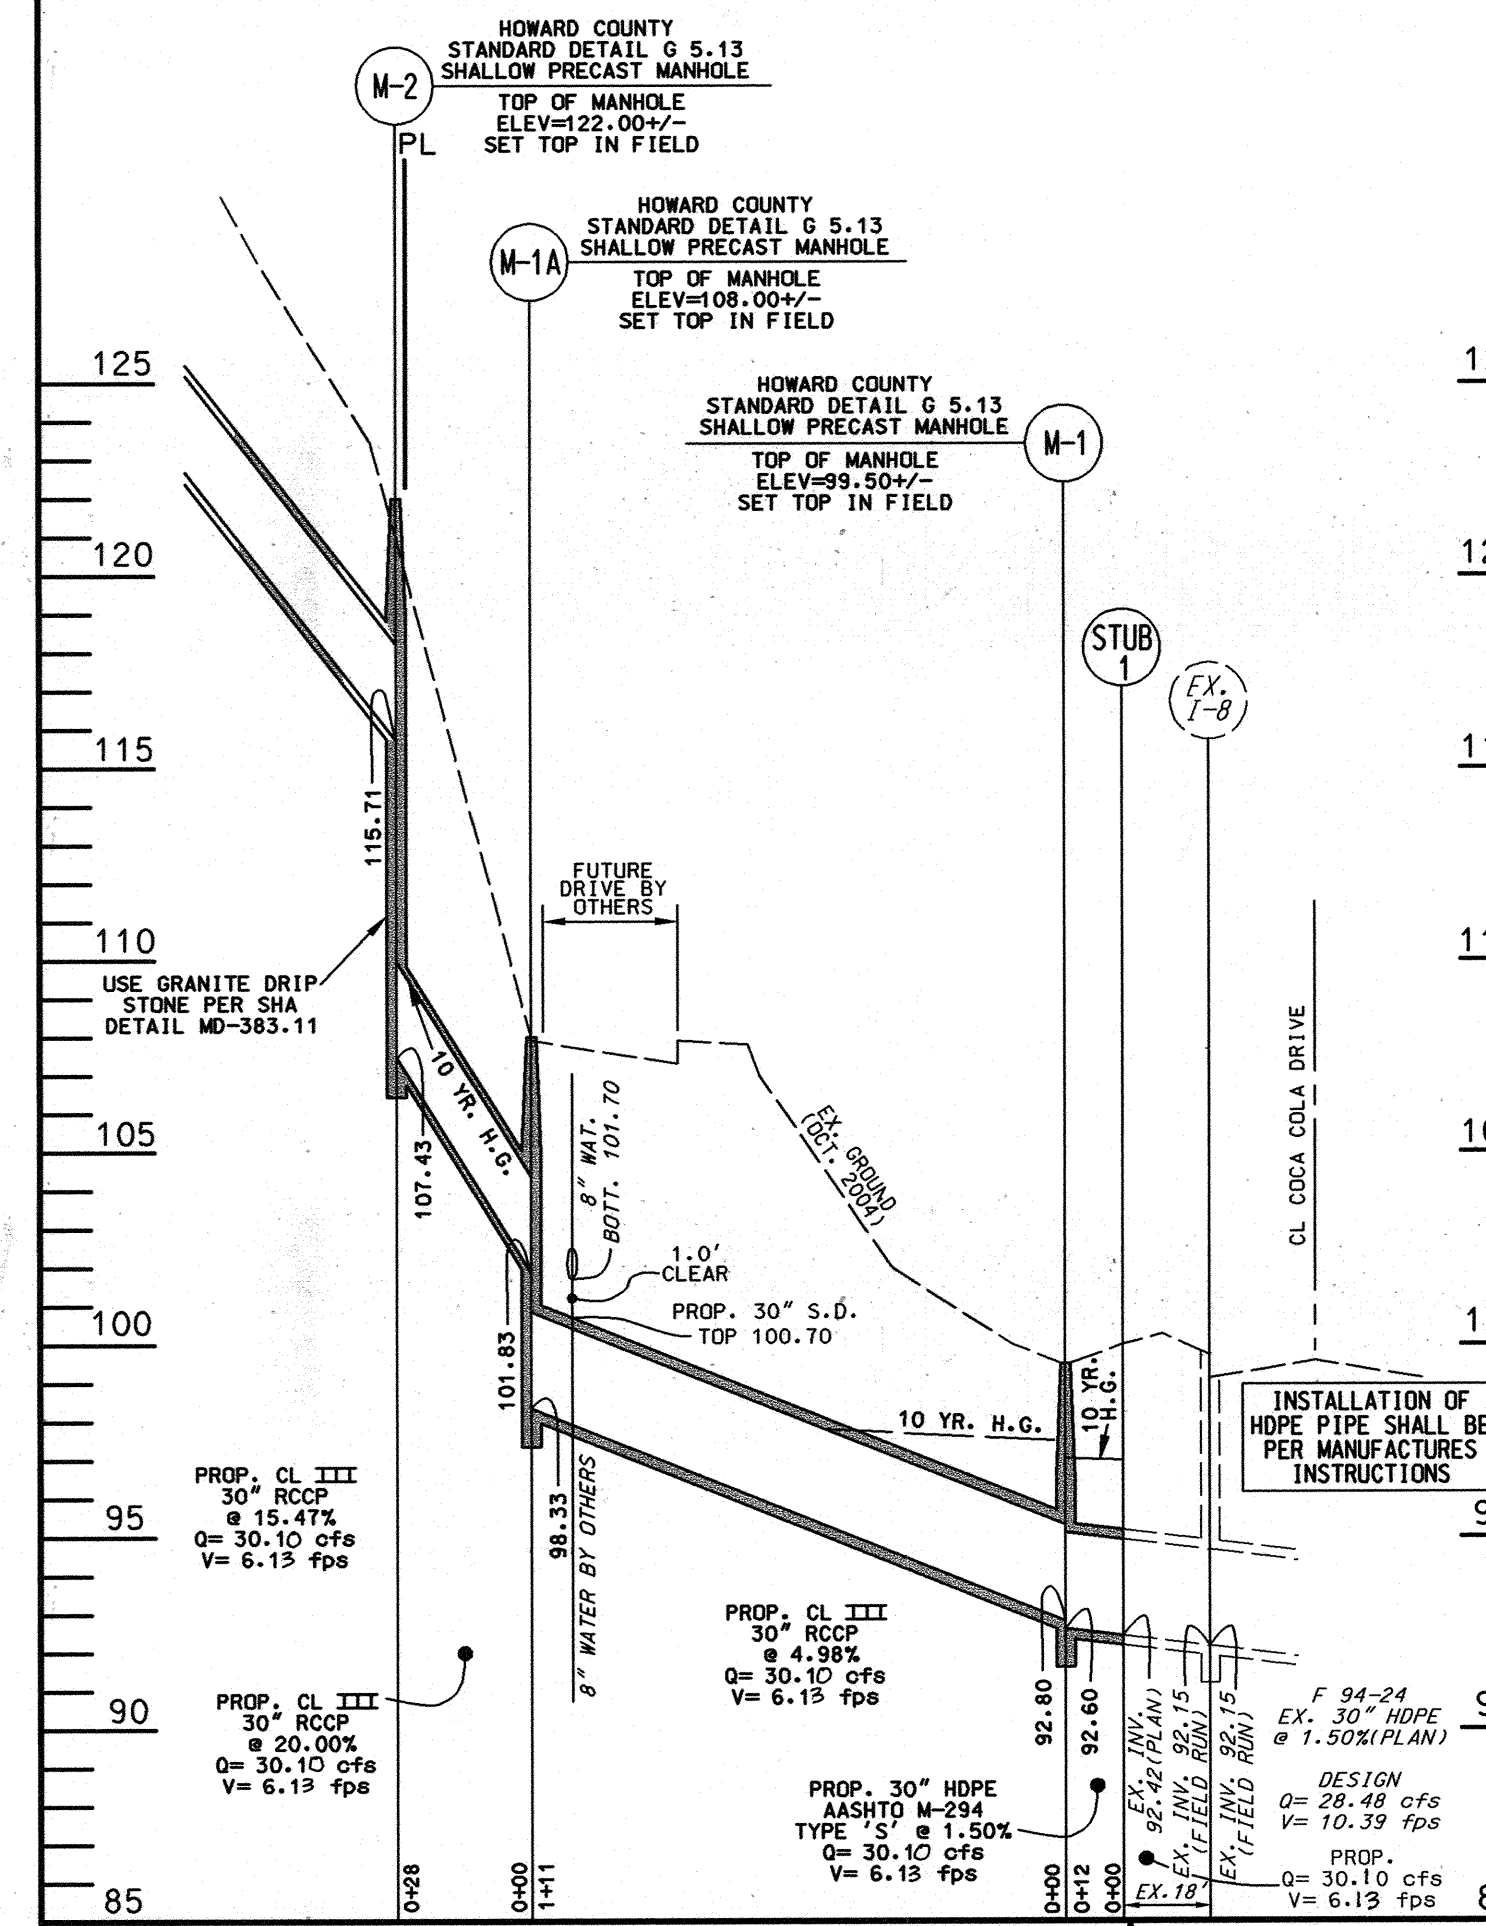 HOWARD COUNTY
STANDARD DETAIL G 5.13
SHALLOW PRECAST MANHOLE
M-2
TOP OF MANHOLE
ELEV=122.00+/-
SET TOP IN FIELD
PL
HOWARD COUNTY
STANDARD DETAIL G 5.13
SHALLOW PRECAST MANHOLE
M-1A
TOP OF MANHOLE
ELEV=108.00+/-
SET TOP IN FIELD
HOWARD COUNTY
STANDARD DETAIL G 5.13
SHALLOW PRECAST MANHOLE
M-1
TOP OF MANHOLE
ELEV=99.50+/-
SET TOP IN FIELD
125
120
115
110
105
100
95
90
85
STUB
1
EX.
I-8
115.71
USE GRANITE DRIP
STONE PER SHA
DETAIL MD-383.11
FUTURE
DRIVE BY
OTHERS
10 YR. H.G.
107.43
101.83
8" WAT.
BOTT. 101.70
1.0'
CLEAR
PROP. 30" S.D.
TOP 100.70
EX. GROUND
(OCT. 2004)
CL COCA COLA DRIVE
10 YR. H.G.
10 YR.
H.G.
INSTALLATION OF
HDPE PIPE SHALL BE
PER MANUFACTURES
INSTRUCTIONS
98.33
8" WATER BY OTHERS
PROP. CL III
30" RCCP
@ 15.47%
Q= 30.10 cfs
V= 6.13 fps
PROP. CL III
30" RCCP
@ 20.00%
Q= 30.10 cfs
V= 6.13 fps
PROP. CL III
30" RCCP
@ 4.98%
Q= 30.10 cfs
V= 6.13 fps
92.80
92.60
PROP. 30" HDPE
AASHTO M-294
TYPE 'S' @ 1.50%
Q= 30.10 cfs
V= 6.13 fps
EX. INV.
92.42(PLAN)
EX. INV. 92.15
(FIELD RUN)
EX. INV. 92.15
(FIELD RUN)
F 94-24
EX. 30" HDPE
@ 1.50%(PLAN)
DESIGN
Q= 28.48 cfs
V= 10.39 fps
PROP.
Q= 30.10 cfs
V= 6.13 fps
EX.18'
0+28
0+00
1+11
0+00
0+12
0+00